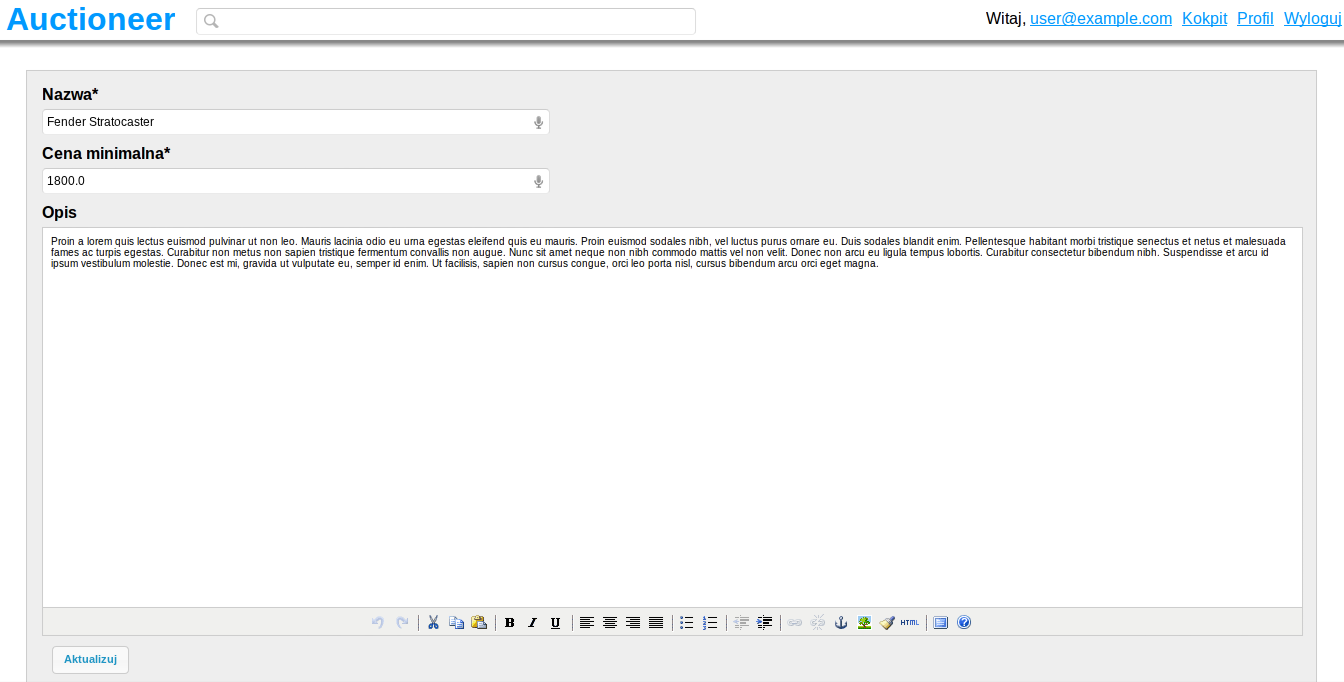 Auctioneer
Witaj, user@example.com Kokpit Profil Wyloguj
Nazwa*
Fender Stratocaster
Cena minimalna*
1800.0
Opis
Proin a lorem quis lectus euismod pulvinar ut non leo. Mauris lacinia odio eu urna egestas eleifend quis eu mauris. Proin euismod sodales nibh, vel luctus purus ornare eu. Duis sodales blandit enim. Pellentesque habitant morbi tristique senectus et netus et malesuada
fames ac turpis egestas. Curabitur non metus non sapien tristique fermentum convallis non augue. Nunc sit amet neque non nibh commodo mattis vel non velit. Donec non arcu eu ligula tempus lobortis. Curabitur consectetur bibendum nibh. Suspendisse et arcu id
ipsum vestibulum molestie. Donec est mi, gravida ut vulputate eu, semper id enim. Ut facilisis, sapien non cursus congue, orci leo porta nisl, cursus bibendum arcu orci eget magna.
B I U HTML
Aktualizuj